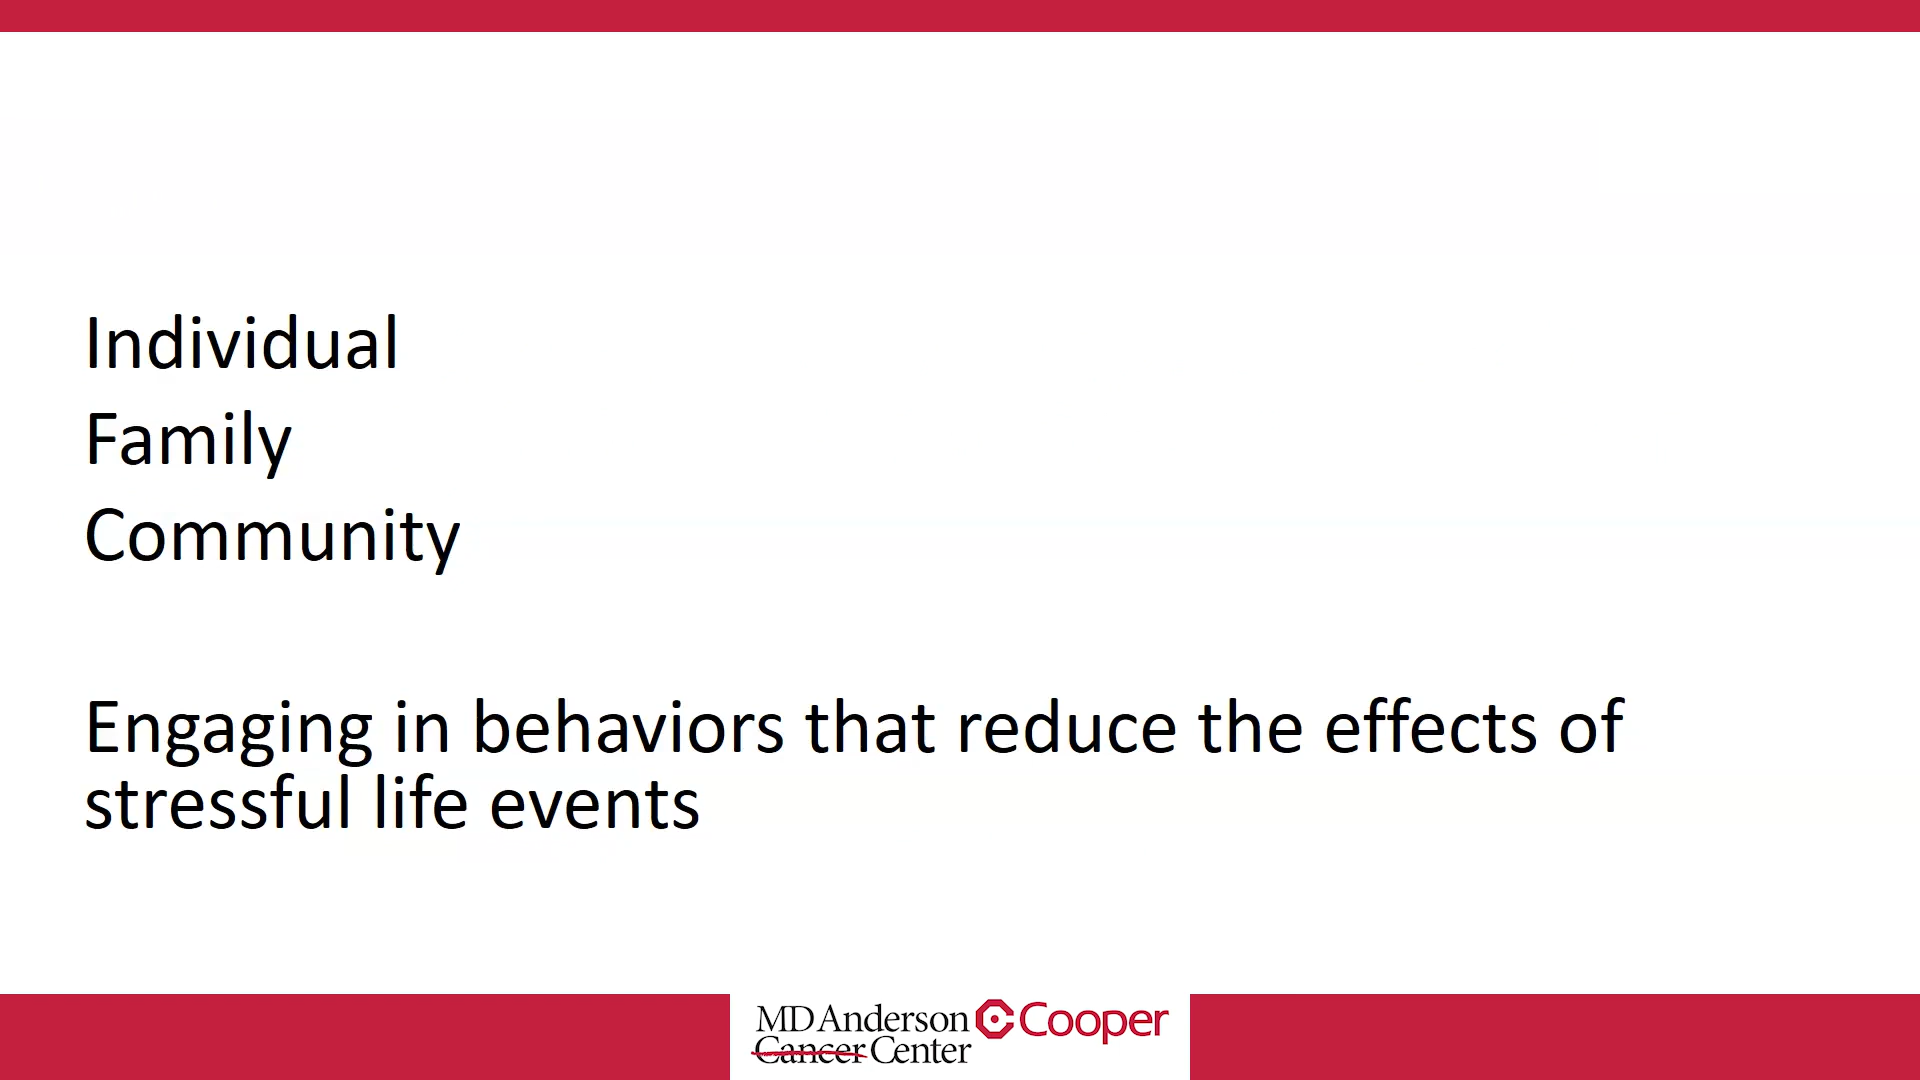 Individual
Family
Community
Engaging in behaviors that reduce the effects of
stressful life events
MD Anderson Cooper
Cancer Center